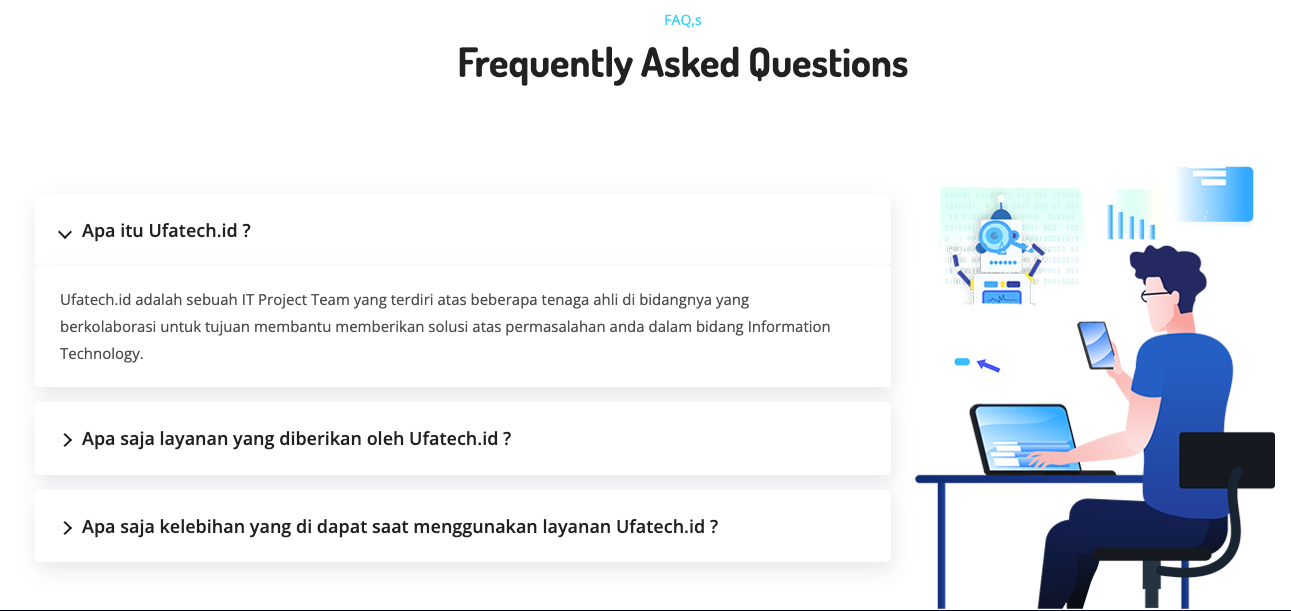 FAQ,s
Frequently Asked Questions
Apa itu Ufatech.id ?
Ufatech.id adalah sebuah IT Project Team yang terdiri atas beberapa tenaga ahli di bidangnya yang
berkolaborasi untuk tujuan membantu memberikan solusi atas permasalahan anda dalam bidang Information
Technology.
Apa saja layanan yang diberikan oleh Ufatech.id ?
Apa saja kelebihan yang di dapat saat menggunakan layanan Ufatech.id ?